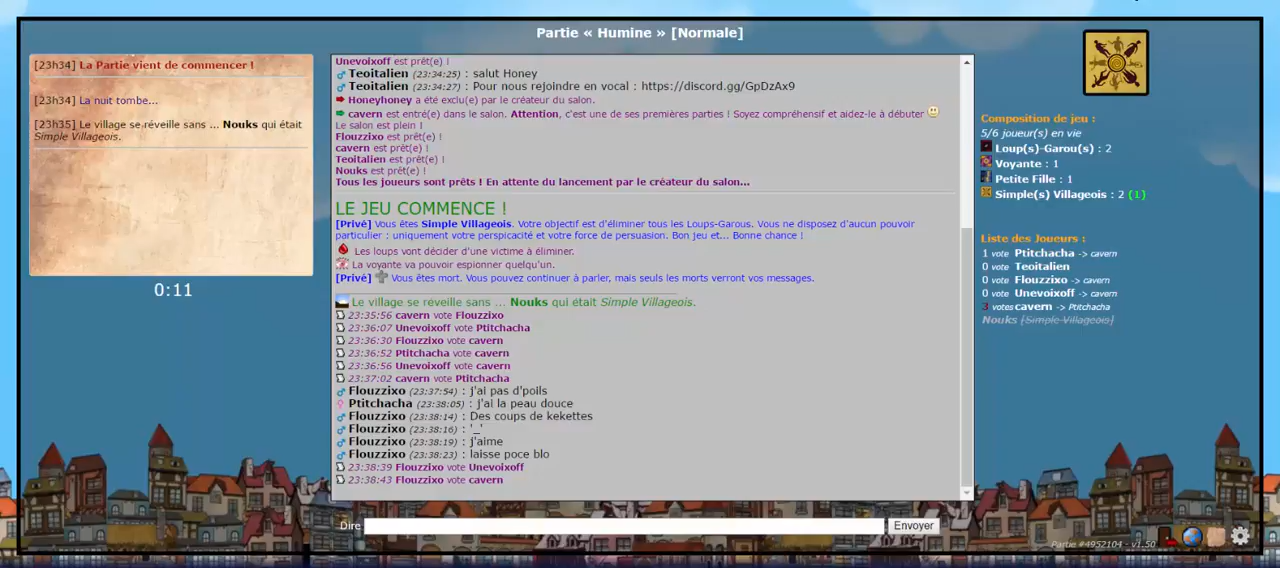 Partie « Humine » [Normale]
[23h34] La Partie vient de commencer !
[23h34] La nuit tombe...
[23h35] Le village se réveille sans ... Nouks qui était
Simple Villageois.
0:11
Unevoixoff est prêt(e) !
Teoitalien (23:34:25) : salut Honey
Teoitalien (23:34:27) : Pour nous rejoindre en vocal : https://discord.gg/GpDzAx9
Honeyhoney a été exclu(e) par le créateur du salon.
cavern est entré(e) dans le salon. Attention, c'est une de ses premières parties ! Soyez compréhensif et aidez-le à débuter
Le salon est plein !
Flouzzixo est prêt(e) !
cavern est prêt(e) !
Teoitalien est prêt(e) !
Nouks est prêt(e) !
Tous les joueurs sont prêts ! En attente du lancement par le créateur du salon...
LE JEU COMMENCE !
[Privé] Vous êtes Simple Villageois. Votre objectif est d'éliminer tous les Loups-Garous. Vous ne disposez d'aucun pouvoir
particulier : uniquement votre perspicacité et votre force de persuasion. Bon jeu et... Bonne chance !
Les loups vont décider d'une victime à éliminer.
La voyante va pouvoir espionner quelqu'un.
[Privé] Vous êtes mort. Vous pouvez continuer à parler, mais seuls les morts verront vos messages.
Le village se réveille sans ... Nouks qui était Simple Villageois.
23:35:56 cavern vote Flouzzixo
23:36:07 Unevoixoff vote Ptitchacha
23:36:30 Flouzzixo vote cavern
23:36:52 Ptitchacha vote cavern
23:36:56 Unevoixoff vote cavern
23:37:02 cavern vote Ptitchacha
Flouzzixo (23:37:54) : j'ai pas d'poils
Ptitchacha (23:38:05) : j'ai la peau douce
Flouzzixo (23:38:14) : Des coups de kekettes
Flouzzixo (23:38:16) : '_'
Flouzzixo (23:38:19) : j'aime
Flouzzixo (23:38:23) : laisse poce blo
23:38:39 Flouzzixo vote Unevoixoff
23:38:43 Flouzzixo vote cavern
Dire
Envoyer
Composition de jeu :
5/6 joueur(s) en vie
Loup(s)-Garou(s) : 2
Voyante : 1
Petite Fille : 1
Simple(s) Villageois : 2 (1)
Liste des Joueurs :
1 vote Ptitchacha -> cavern
0 vote Teoitalien
0 vote Flouzzixo -> cavern
0 vote Unevoixoff -> cavern
3 votes cavern -> Ptitchacha
Nouks [Simple Villageois]
Partie #4952104 - v1.50